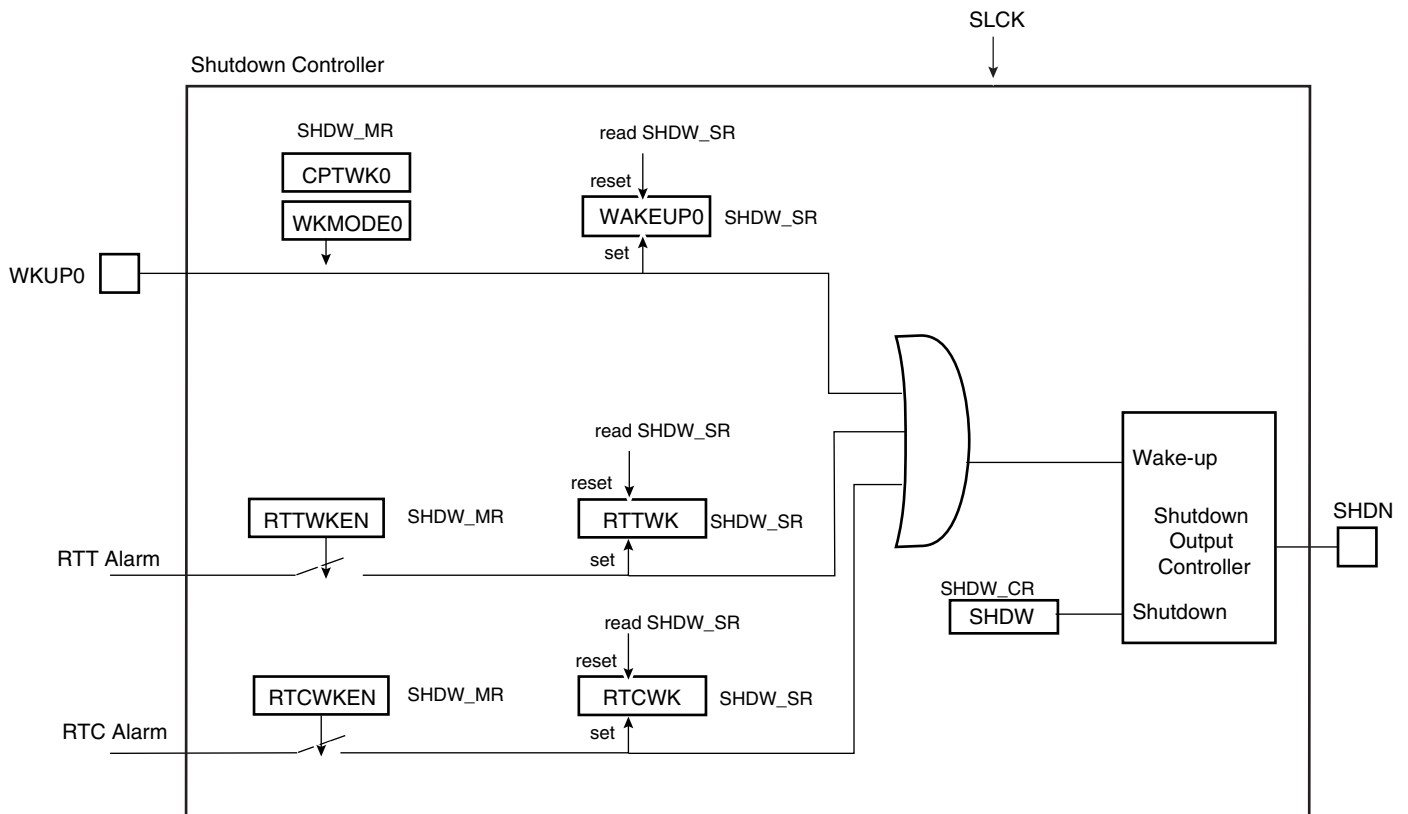 SLCK
Shutdown Controller
SHDW_MR
CPTWK0
WKMODE0
read SHDW_SR
reset
WAKEUP0
SHDW_SR
set
WKUP0
read SHDW_SR
reset
RTTWKEN
SHDW_MR
RTTWK
SHDW_SR
set
RTT Alarm
read SHDW_SR
reset
RTCWKEN
SHDW_MR
RTCWK
SHDW_SR
set
RTC Alarm
Wake-up
Shutdown
Output
Controller
SHDW_CR
SHDW
Shutdown
SHDN